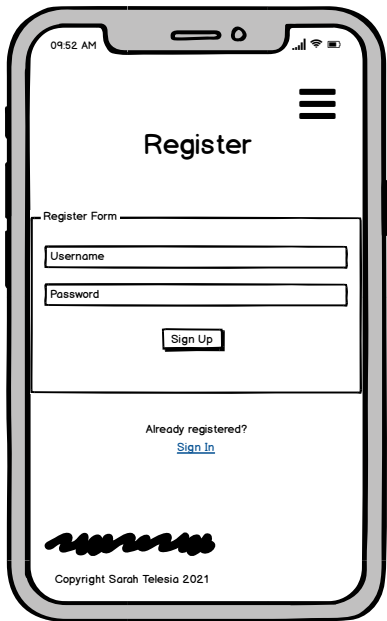 09:52 AM
Register
Register Form
Username
Password
Sign Up
Already registered?
Sign In
Copyright Sarah Telesia 2021